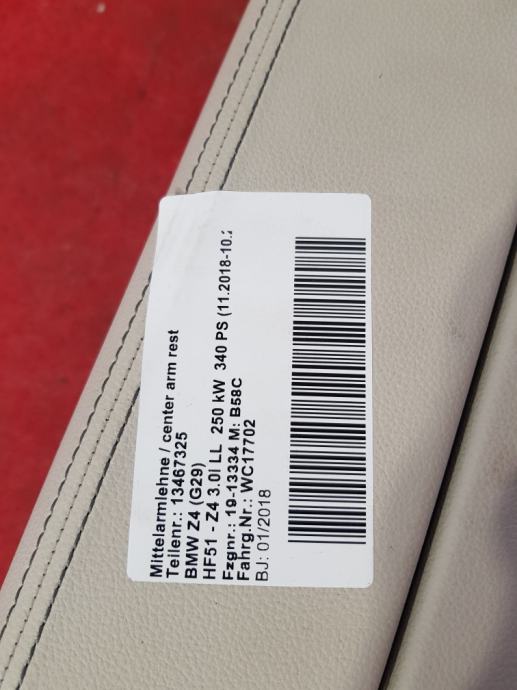 Mittelarmlehne / center arm rest
Teilenr.: 13467325
BMW Z4 (G29)
HF51 - Z4 3.0l LL 250 kW 340 PS (11.2018-10.2
Fzgnr.: 19-13334 M: B58C
Fahrg.Nr.: WC17702
BJ: 01/2018